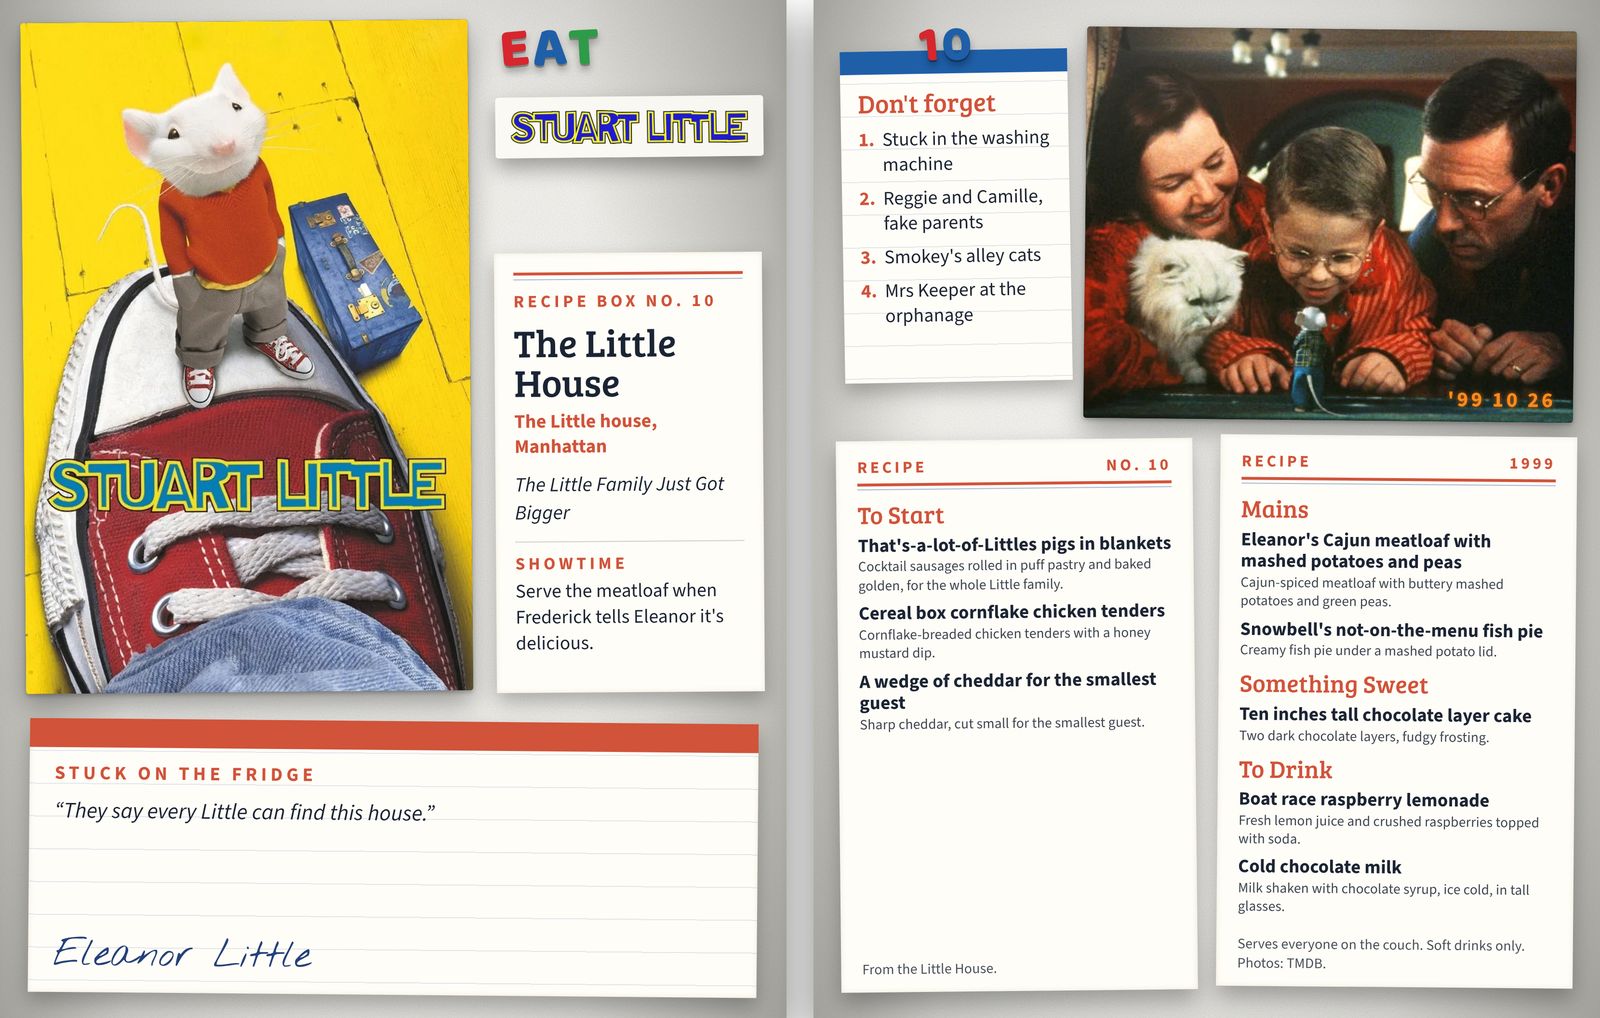 EAT
STUART LITTLE
STUART LITTLE
RECIPE BOX NO. 10
The Little
House
The Little house,
Manhattan
The Little Family Just Got
Bigger
SHOWTIME
Serve the meatloaf when
Frederick tells Eleanor it's
delicious.
STUCK ON THE FRIDGE
“They say every Little can find this house.”
Eleanor Little
10
Don't forget
1. Stuck in the washing
machine
2. Reggie and Camille,
fake parents
3. Smokey's alley cats
4. Mrs Keeper at the
orphanage
'99 10 26
RECIPE NO. 10
To Start
That's-a-lot-of-Littles pigs in blankets
Cocktail sausages rolled in puff pastry and baked
golden, for the whole Little family.
Cereal box cornflake chicken tenders
Cornflake-breaded chicken tenders with a honey
mustard dip.
A wedge of cheddar for the smallest
guest
Sharp cheddar, cut small for the smallest guest.
From the Little House.
RECIPE 1999
Mains
Eleanor's Cajun meatloaf with
mashed potatoes and peas
Cajun-spiced meatloaf with buttery mashed
potatoes and green peas.
Snowbell's not-on-the-menu fish pie
Creamy fish pie under a mashed potato lid.
Something Sweet
Ten inches tall chocolate layer cake
Two dark chocolate layers, fudgy frosting.
To Drink
Boat race raspberry lemonade
Fresh lemon juice and crushed raspberries topped
with soda.
Cold chocolate milk
Milk shaken with chocolate syrup, ice cold, in tall
glasses.
Serves everyone on the couch. Soft drinks only.
Photos: TMDB.